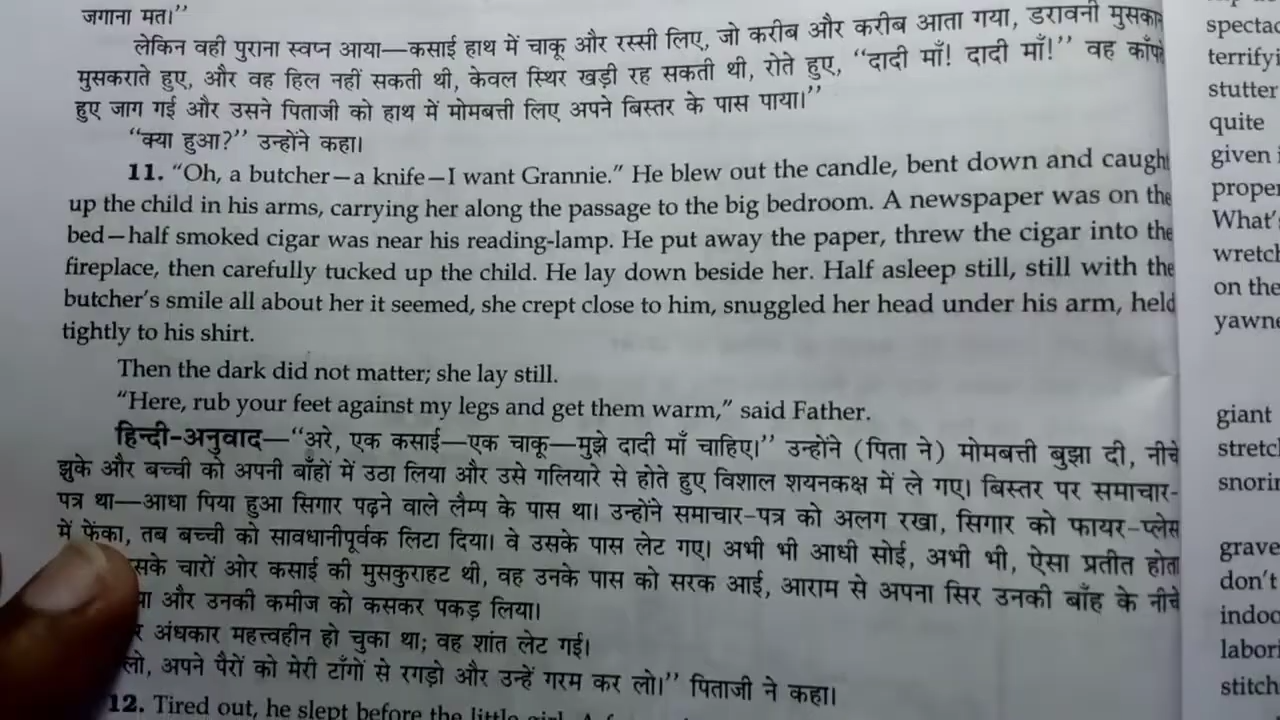 जगाना मत।”
लेकिन वही पुराना स्वप्न आया—कसाई हाथ में चाकू और रस्सी लिए, जो करीब और करीब आता गया, डरावनी मुसकान
मुसकराते हुए, और वह हिल नहीं सकती थी, केवल स्थिर खड़ी रह सकती थी, रोते हुए, “दादी माँ! दादी माँ!” वह काँपते
हुए जाग गई और उसने पिताजी को हाथ में मोमबत्ती लिए अपने बिस्तर के पास पाया।”
“क्या हुआ?” उन्होंने कहा।
11. “Oh, a butcher—a knife—I want Grannie.” He blew out the candle, bent down and caught
up the child in his arms, carrying her along the passage to the big bedroom. A newspaper was on the
bed—half smoked cigar was near his reading-lamp. He put away the paper, threw the cigar into the
fireplace, then carefully tucked up the child. He lay down beside her. Half asleep still, still with the
butcher’s smile all about her it seemed, she crept close to him, snuggled her head under his arm, held
tightly to his shirt.
Then the dark did not matter; she lay still.
“Here, rub your feet against my legs and get them warm,” said Father.
हिन्दी-अनुवाद—“अरे, एक कसाई—एक चाकू—मुझे दादी माँ चाहिए।” उन्होंने (पिता ने) मोमबत्ती बुझा दी, नीचे
झुके और बच्ची को अपनी बाँहों में उठा लिया और उसे गलियारे से होते हुए विशाल शयनकक्ष में ले गए। बिस्तर पर समाचार-
पत्र था—आधा पिया हुआ सिगार पढ़ने वाले लैम्प के पास था। उन्होंने समाचार-पत्र को अलग रखा, सिगार को फायर-प्लेस
में फेंका, तब बच्ची को सावधानीपूर्वक लिटा दिया। वे उसके पास लेट गए। अभी भी आधी सोई, अभी भी, ऐसा प्रतीत होता
सके चारों ओर कसाई की मुसकुराहट थी, वह उनके पास को सरक आई, आराम से अपना सिर उनकी बाँह के नीचे
और उनकी कमीज को कसकर पकड़ लिया।
अंधकार महत्त्वहीन हो चुका था; वह शांत लेट गई।
लो, अपने पैरों को मेरी टाँगों से रगड़ो और उन्हें गरम कर लो।” पिताजी ने कहा।
12. Tired out, he slept before the little girl. A
spectac
terrifyi
stutter
quite
given i
proper
What’s
wretch
on the
yawne
giant
stretch
snorin
grave
don’t
indoo
labori
stitch